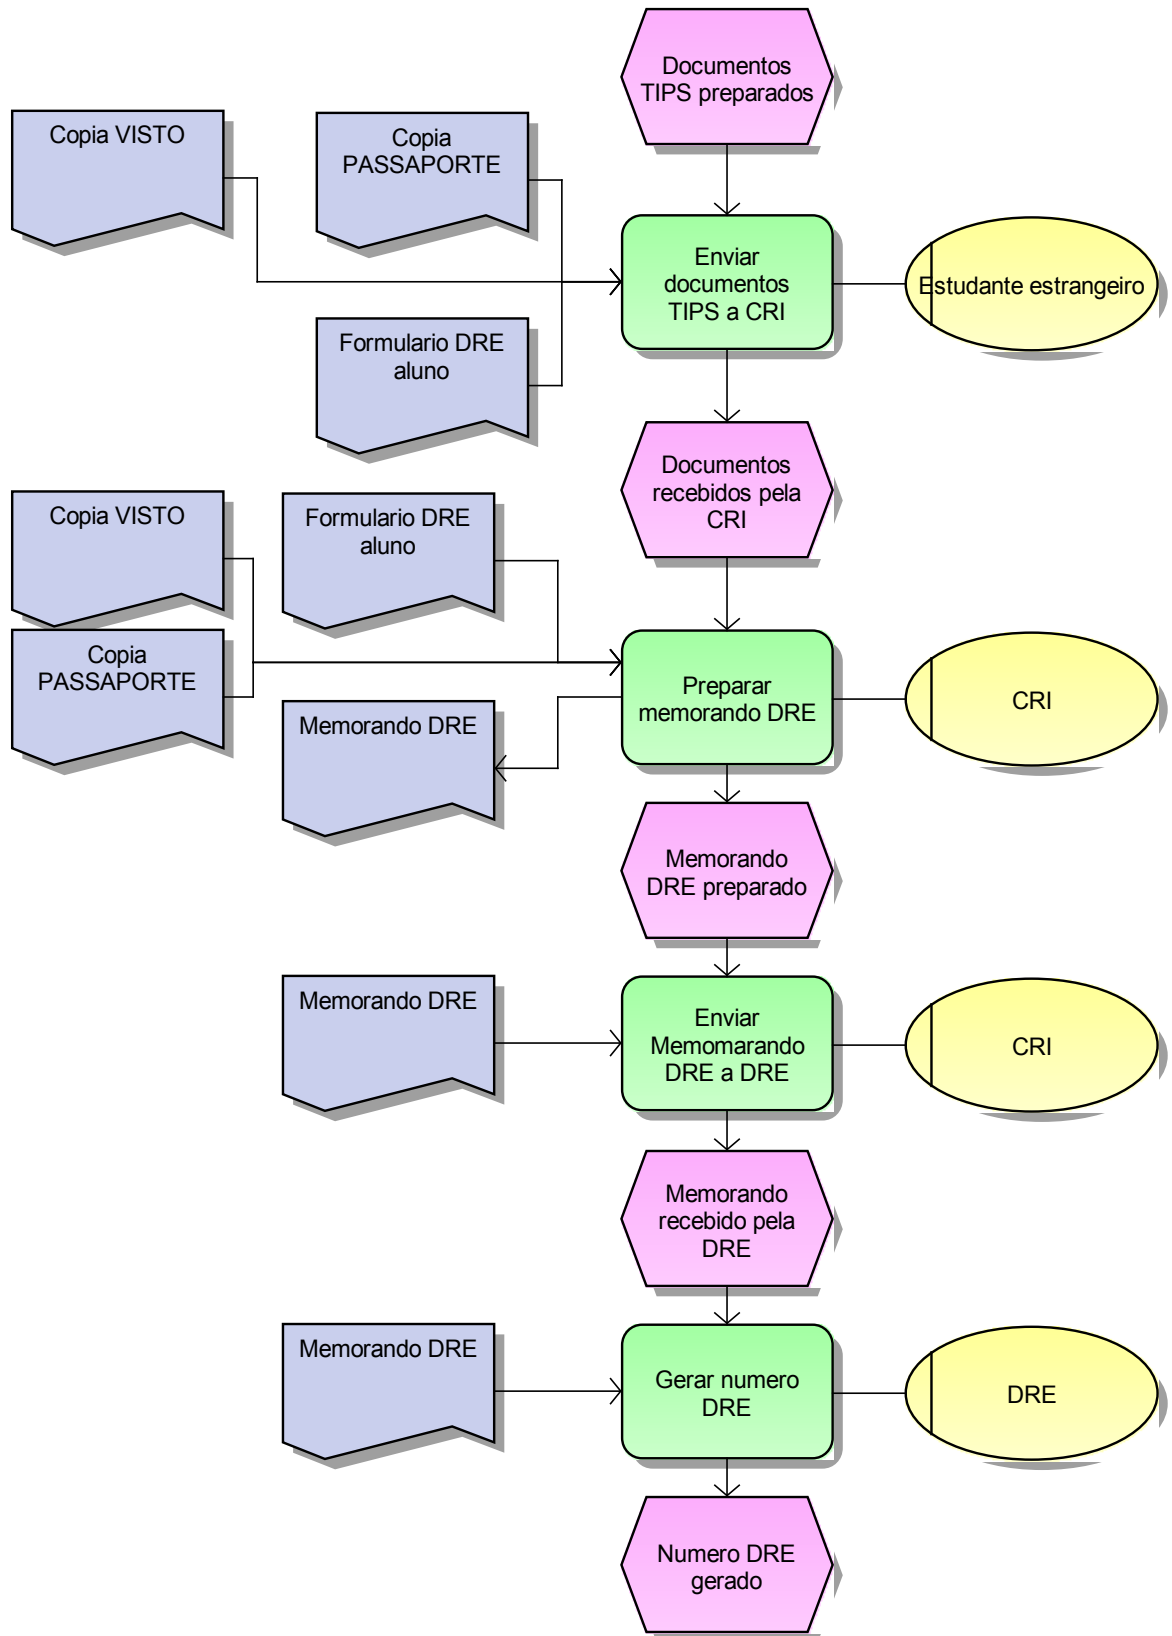 Documentos
TIPS preparados
Copia VISTO
Copia
PASSAPORTE
Enviar
documentos
TIPS a CRI
Estudante estrangeiro
Formulario DRE
aluno
Documentos
recebidos pela
CRI
Copia VISTO
Formulario DRE
aluno
Copia
PASSAPORTE
Preparar
memorando DRE
CRI
Memorando DRE
Memorando
DRE preparado
Memorando DRE
Enviar
Memomarando
DRE a DRE
CRI
Memorando
recebido pela
DRE
Memorando DRE
Gerar numero
DRE
DRE
Numero DRE
gerado